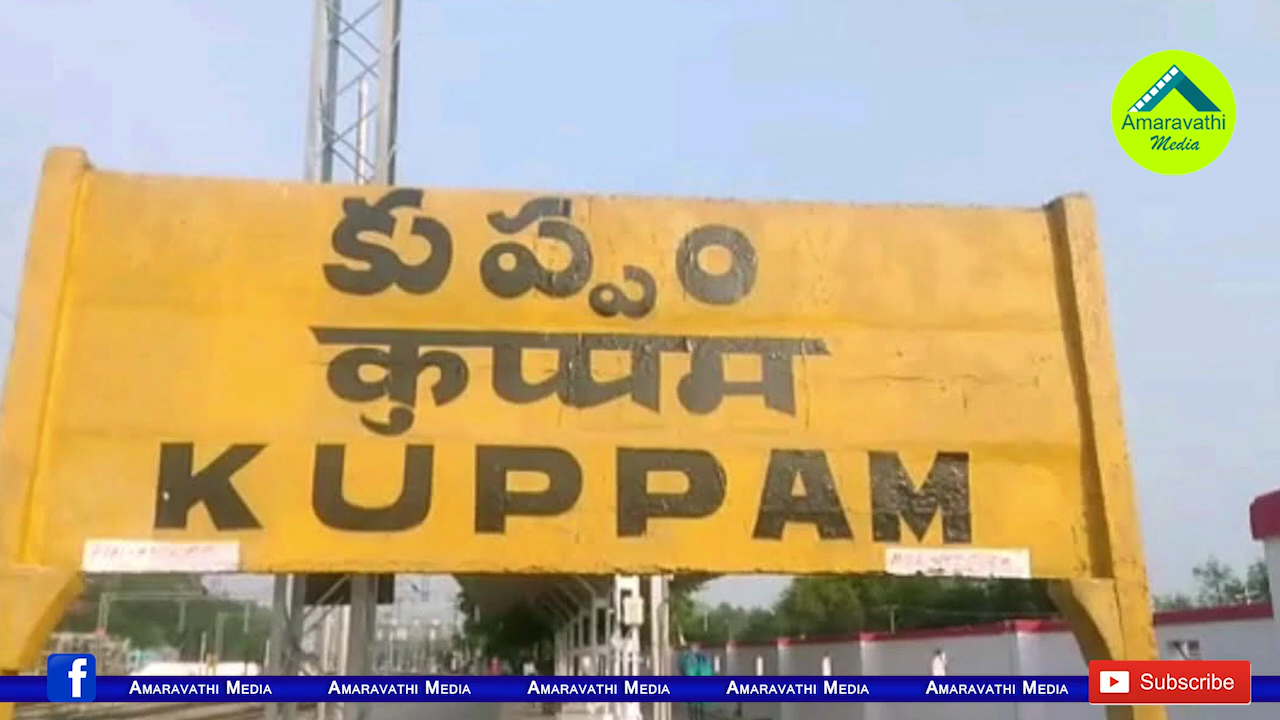 Amaravathi
Media
కుప్పం
कुप्पम
KUPPAM
AMARAVATHI MEDIA AMARAVATHI MEDIA AMARAVATHI MEDIA AMARAVATHI MEDIA AMARAVATHI MEDIA
Subscribe